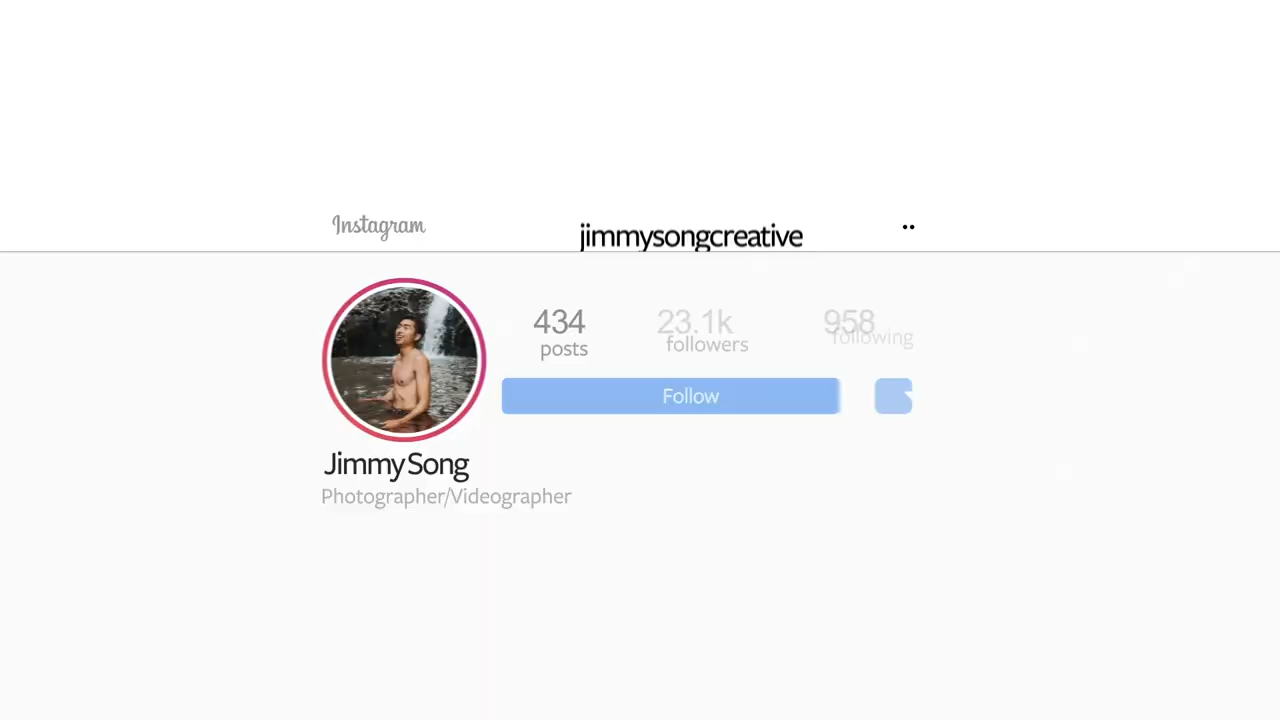 Instagram
jimmysongcreative
434 23.1k 958
posts followers following
Follow
Jimmy Song
Photographer/Videographer